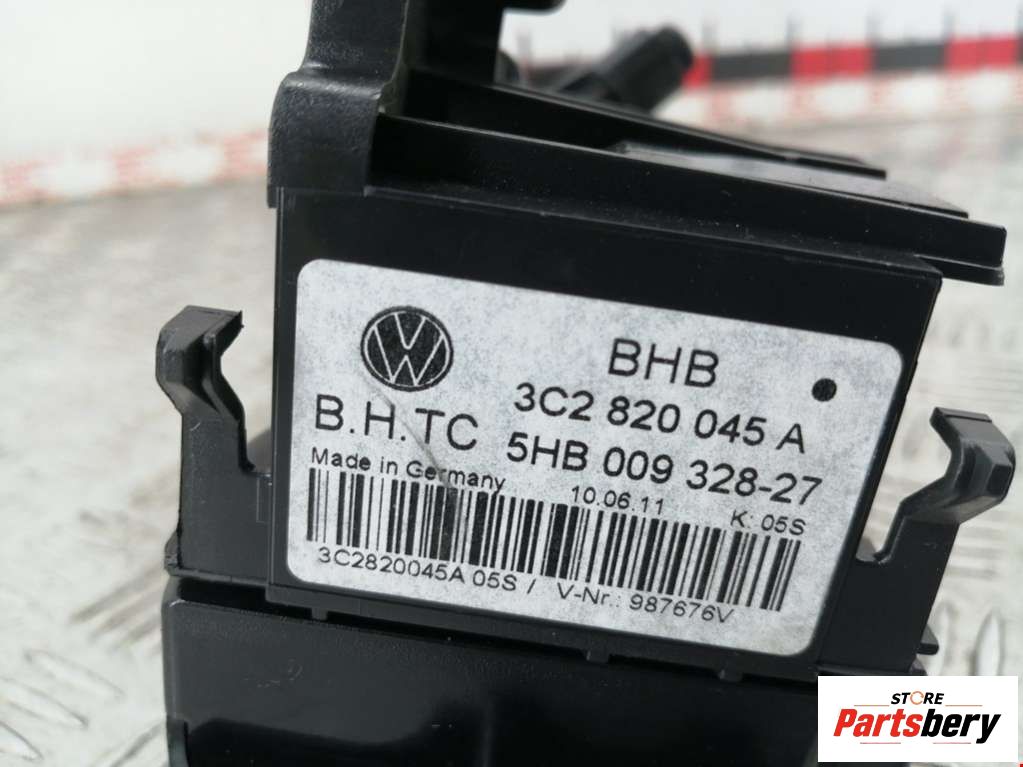 BHB
3C2 820 045 A
B.H.TC 5HB 009 328-27
Made in Germany 10.06.11 K: 05S
3C2820045A 05S / V-Nr.: 987676V
STORE
Partsbery